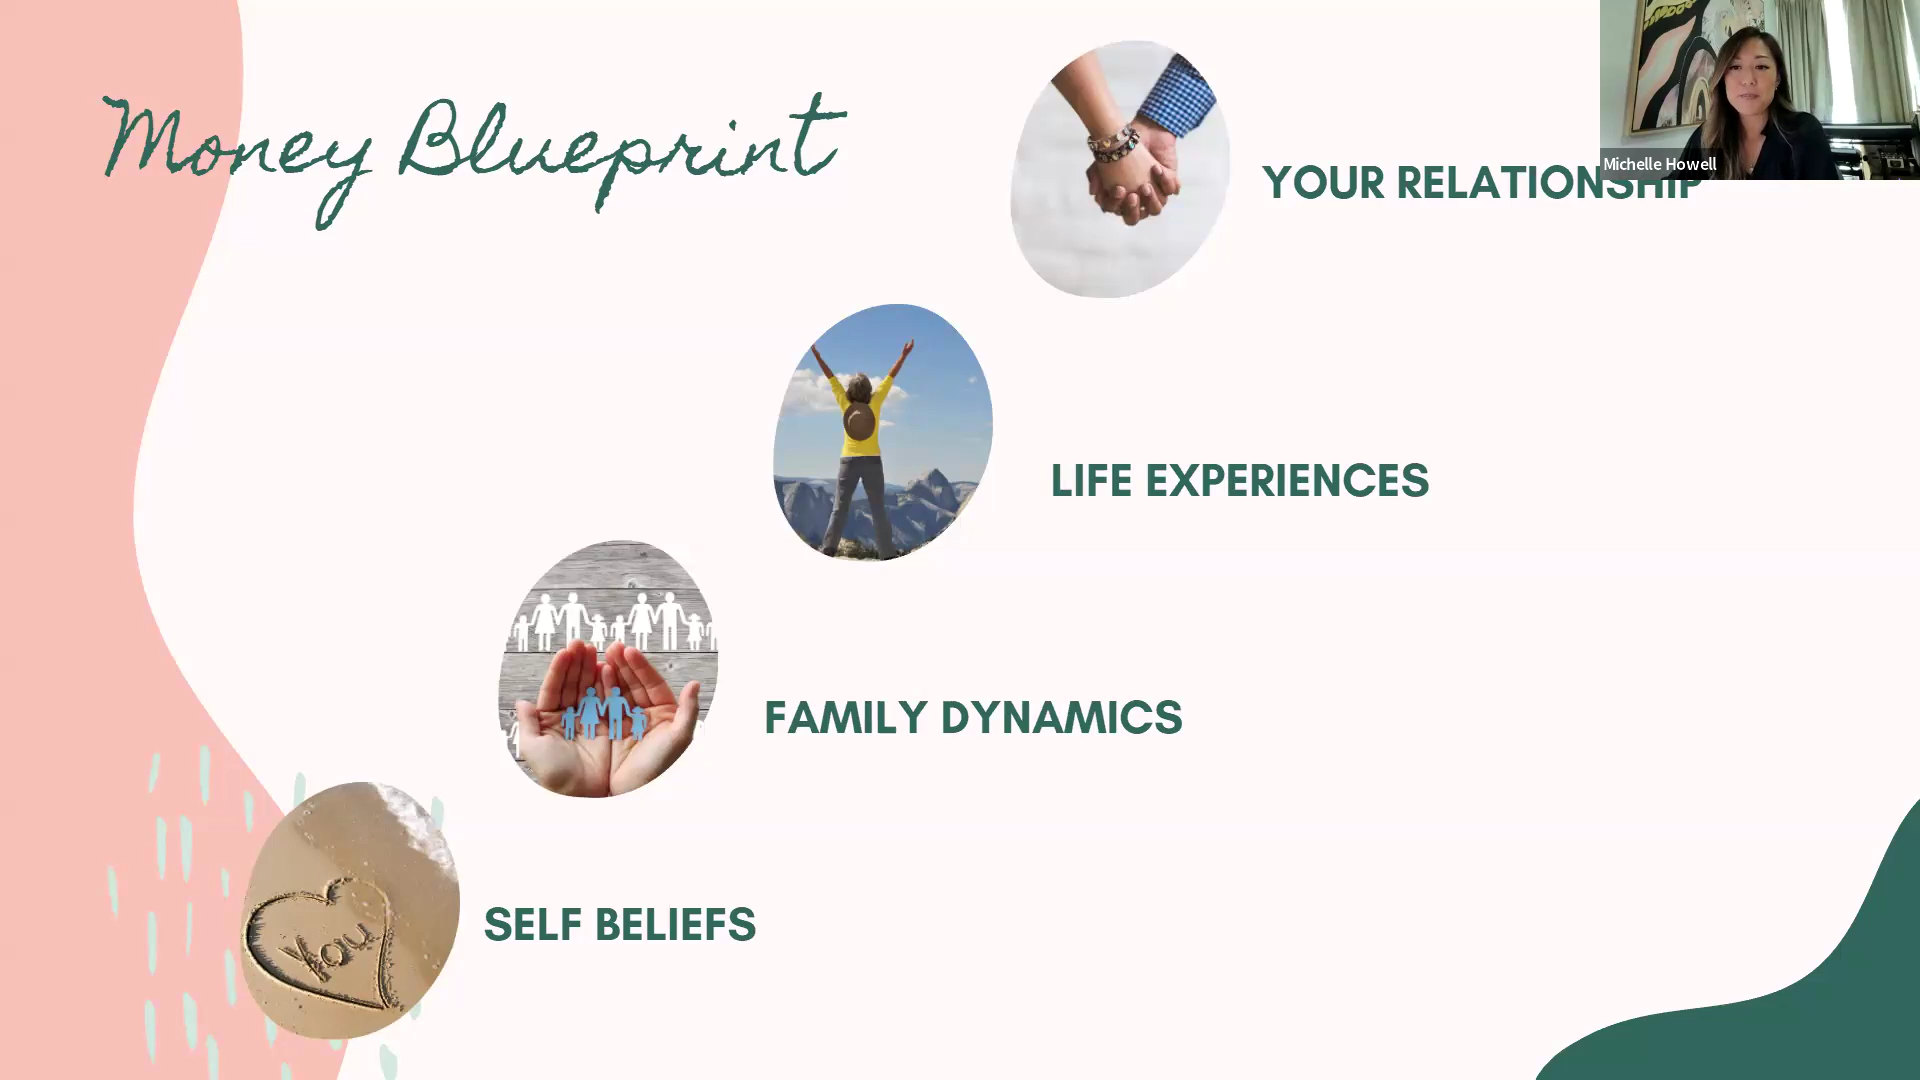 Money Blueprint
YOUR RELATIONSHIP
Michelle Howell
LIFE EXPERIENCES
FAMILY DYNAMICS
SELF BELIEFS
You